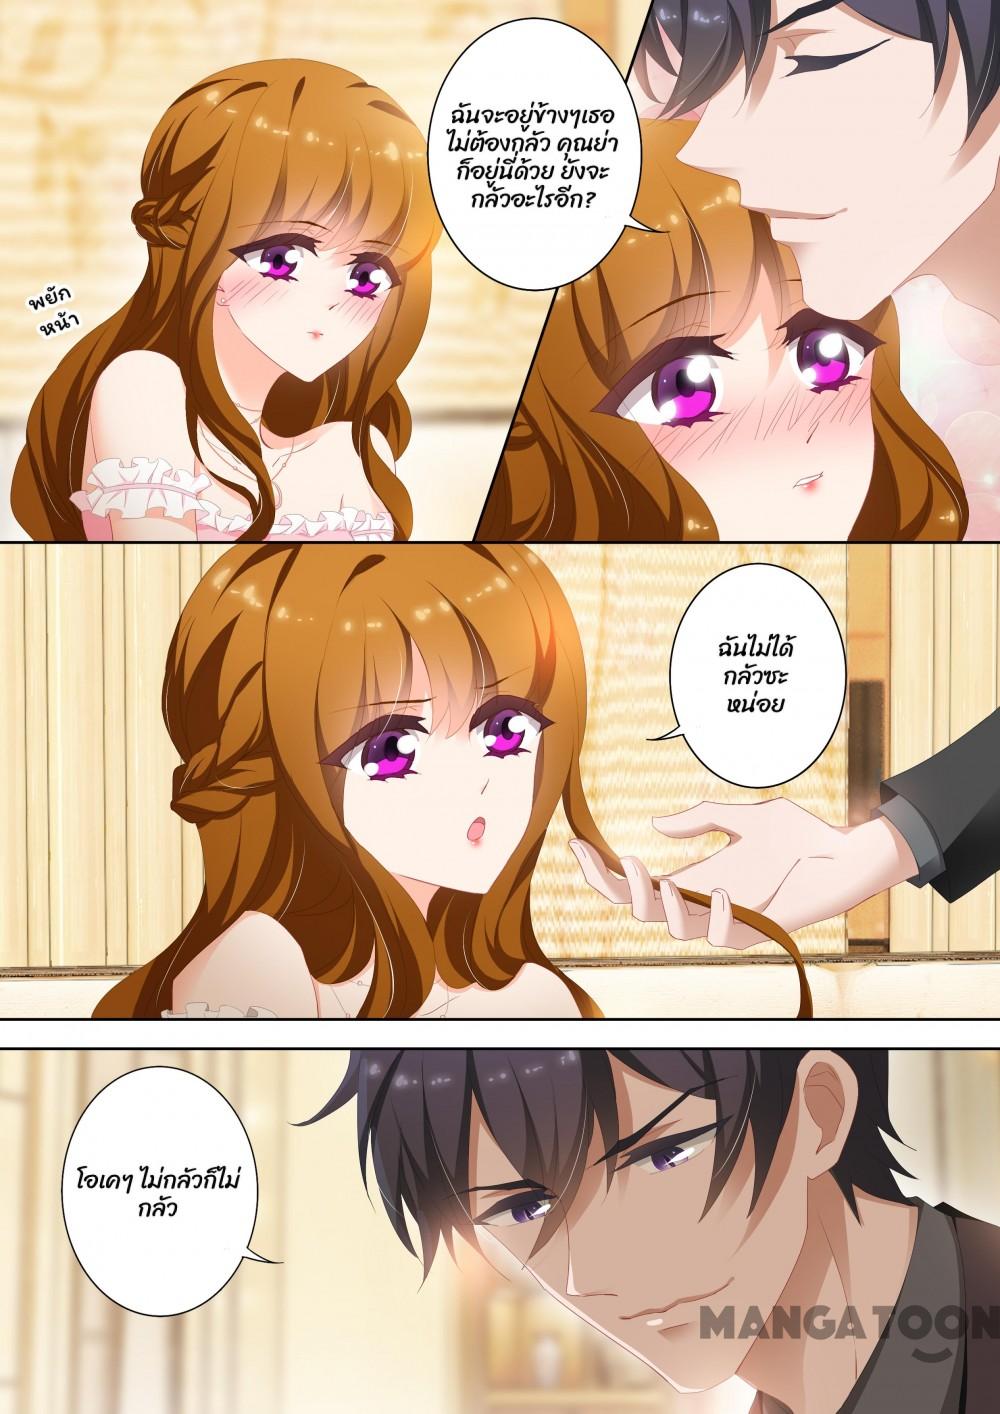 ฉันจะอยู่ข้างๆเธอ
ไม่ต้องกลัว คุณย่า
ก็อยู่นี่ด้วย ยังจะ
กลัวอะไรอีก?
พยัก
หน้า
ฉันไม่ได้
กลัวซะ
หน่อย
โอเคๆ ไม่กลัวก็ไม่
กลัว
MANGATOON